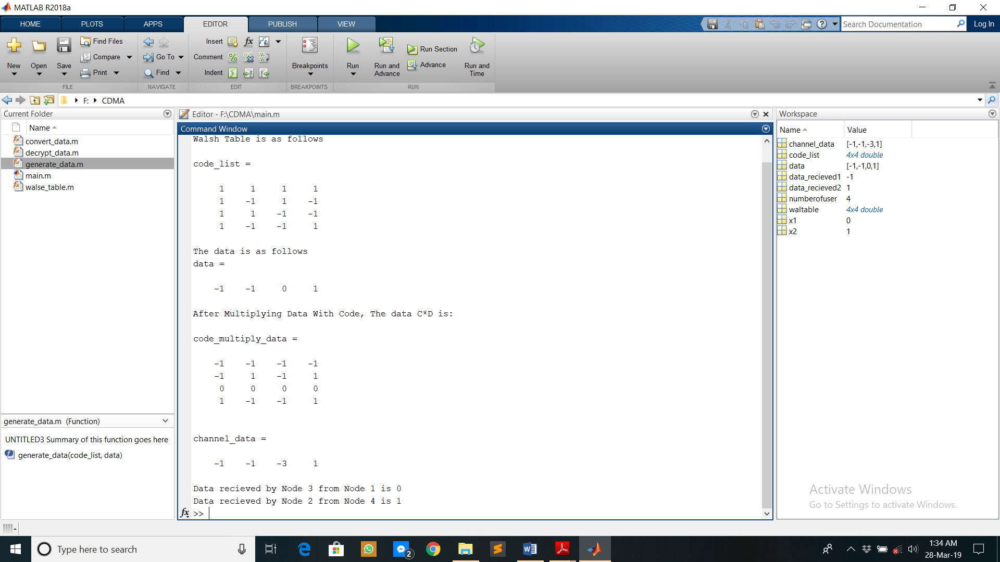 MATLAB R2018a
HOME PLOTS APPS EDITOR PUBLISH VIEW
Search Documentation Log In
New Open Save
Find Files
Compare
Print
FILE
Go To
Find
NAVIGATE
Insert
Comment
Indent
EDIT
Breakpoints
BREAKPOINTS
Run
Run and
Advance
Run Section
Advance
Run and
Time
RUN
F: CDMA
Current Folder
Name
convert_data.m
decrypt_data.m
generate_data.m
main.m
walse_table.m
generate_data.m (Function)
UNTITLED3 Summary of this function goes here
generate_data(code_list, data)
Editor - F:\CDMA\main.m
Command Window
Walsh Table is as follows
code_list =
1 1 1 1
1 -1 1 -1
1 1 -1 -1
1 -1 -1 1
The data is as follows
data =
-1 -1 0 1
After Multiplying Data With Code, The data C*D is:
code_multiply_data =
-1 -1 -1 -1
-1 1 -1 1
0 0 0 0
1 -1 -1 1
channel_data =
-1 -1 -3 1
Data recieved by Node 3 from Node 1 is 0
Data recieved by Node 2 from Node 4 is 1
fx >>
Workspace
Name Value
channel_data [-1,-1,-3,1]
code_list 4x4 double
data [-1,-1,0,1]
data_recieved1 -1
data_recieved2 1
numberofuser 4
waltable 4x4 double
x1 0
x2 1
Activate Windows
Go to Settings to activate Windows.
Type here to search
2
1:34 AM
28-Mar-19